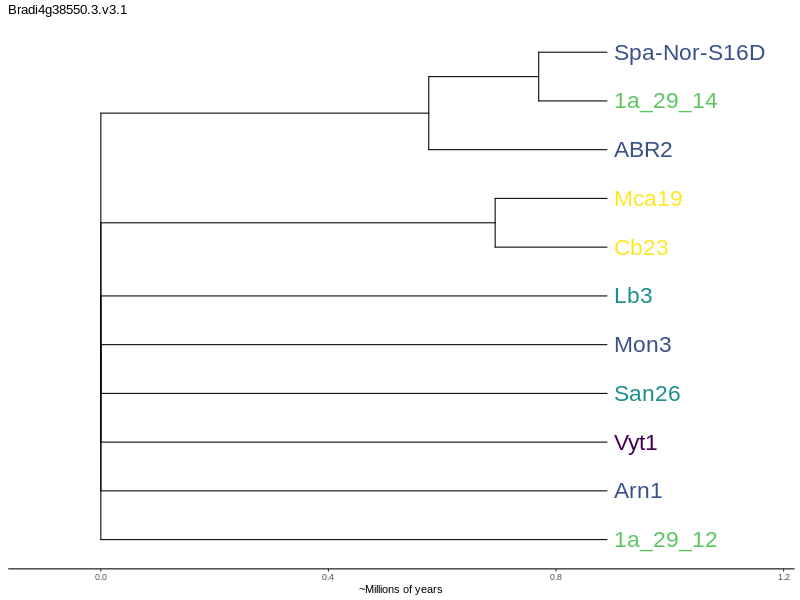 Bradi4g38550.3.v3.1
Spa-Nor-S16D
1a_29_14
ABR2
Mca19
Cb23
Lb3
Mon3
San26
Vyt1
Arn1
1a_29_12
0.0 0.4 0.8 1.2
~Millions of years